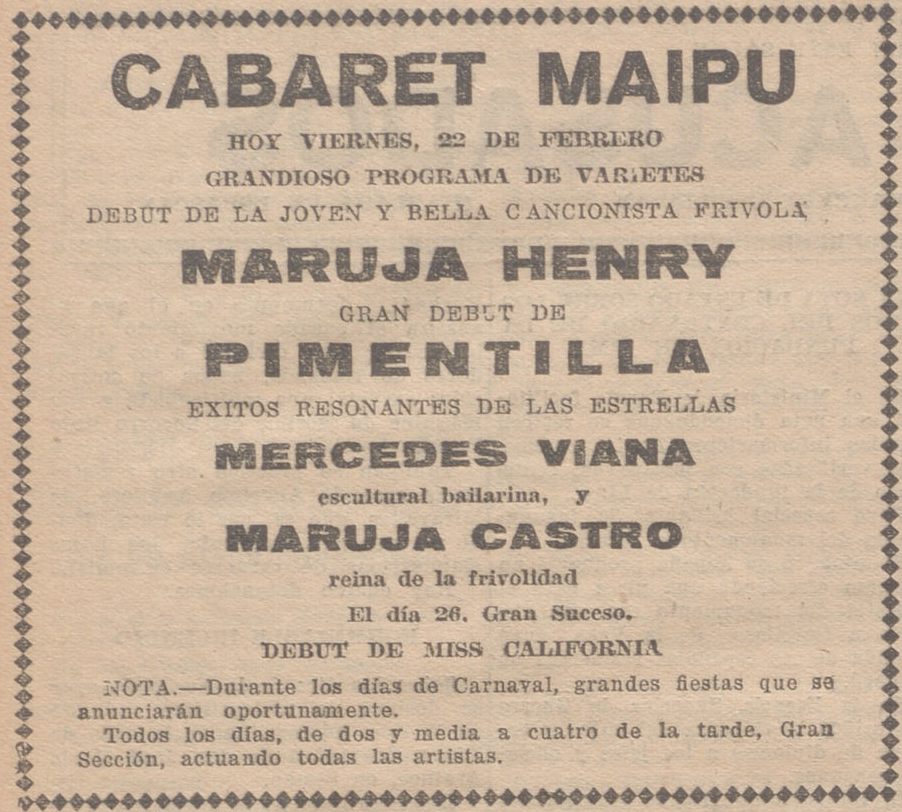 CABARET MAIPU
HOY VIERNES, 22 DE FEBRERO
GRANDIOSO PROGRAMA DE VARIETES
DEBUT DE LA JOVEN Y BELLA CANCIONISTA FRIVOLA
MARUJA HENRY
GRAN DEBUT DE
PIMENTILLA
EXITOS RESONANTES DE LAS ESTRELLAS
MERCEDES VIANA
escultural bailarina, y
MARUJA CASTRO
reina de la frivolidad
El día 26. Gran Suceso.
DEBUT DE MISS CALIFORNIA
NOTA.—Durante los días de Carnaval, grandes fiestas que se
anunciarán oportunamente.
Todos los días, de dos y media a cuatro de la tarde, Gran
Sección, actuando todas las artistas.